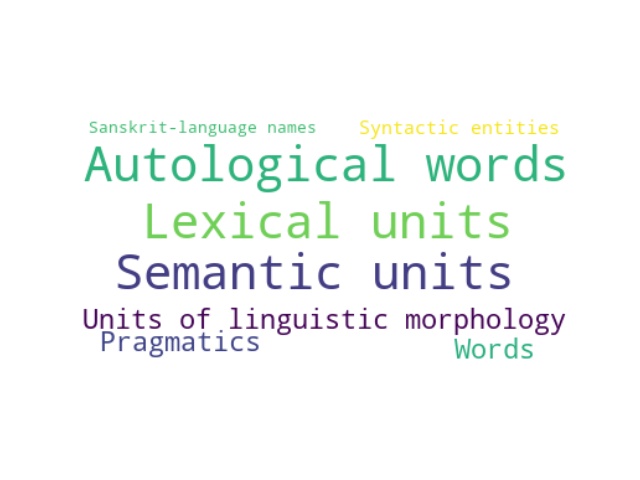 Sanskrit-language names
Syntactic entities
Autological words
Lexical units
Semantic units
Units of linguistic morphology
Pragmatics
Words